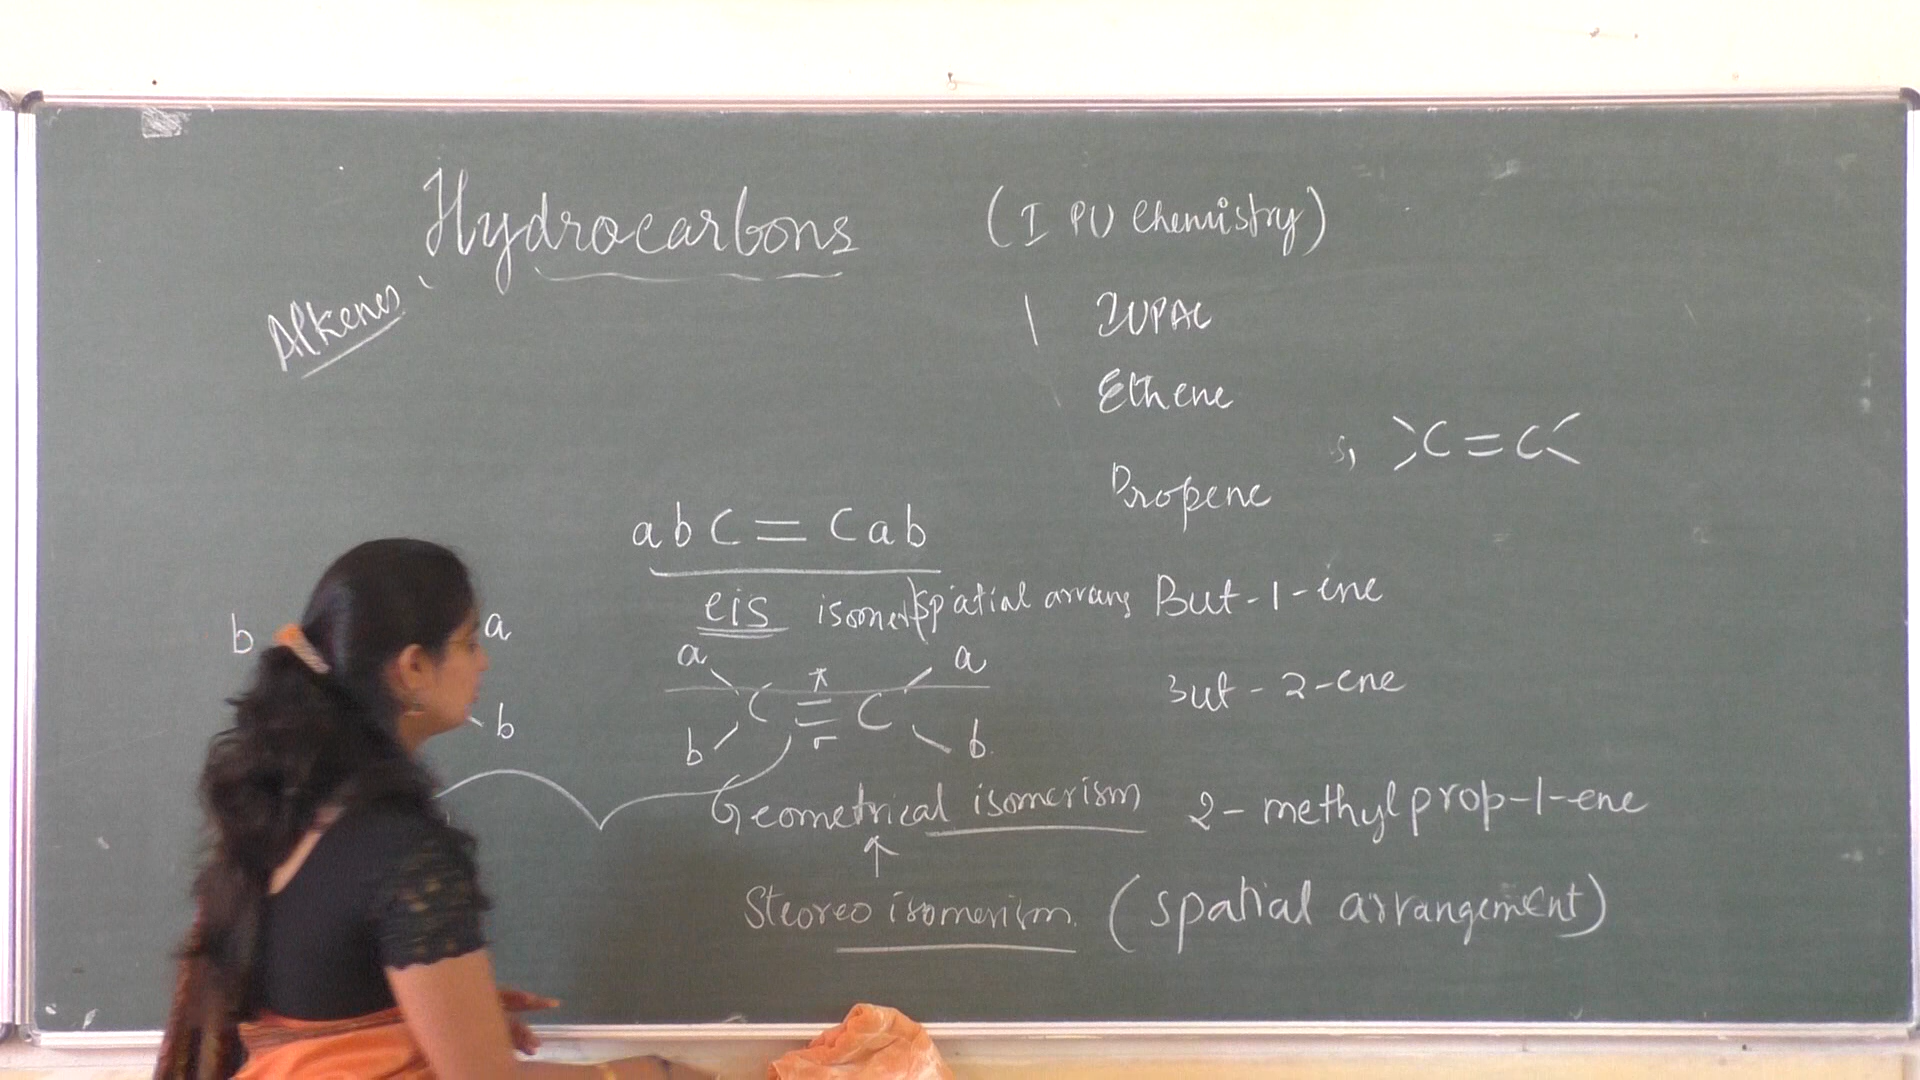 Hydrocarbons (I PU Chemistry)
Alkenes
IUPAC
Ethene
>C=C<
Propene
abC=Cab
cis isomer (spatial arrang
But-1-ene
b a
a a
π
C=C
b
b σ b
But-2-ene
Geometrical isomerism
2-methylprop-1-ene
↑
Stereo isomerism (spatial arrangement)